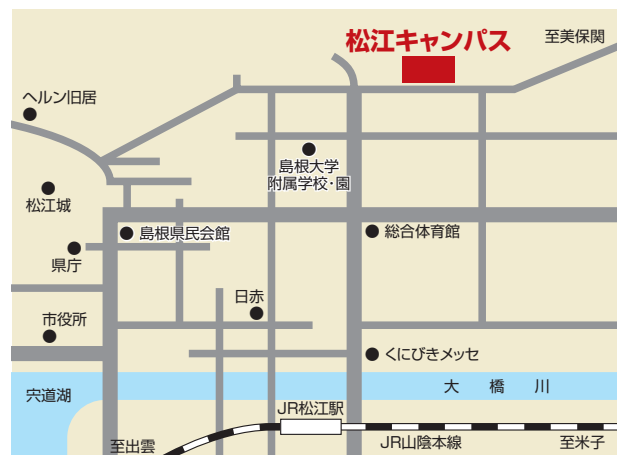 松江キャンパス
至美保関
ヘルン旧居
島根大学
附属学校・園
松江城
島根県民会館
総合体育館
県庁
日赤
市役所
くにびきメッセ
大橋川
宍道湖
JR松江駅
至出雲
JR山陰本線
至米子